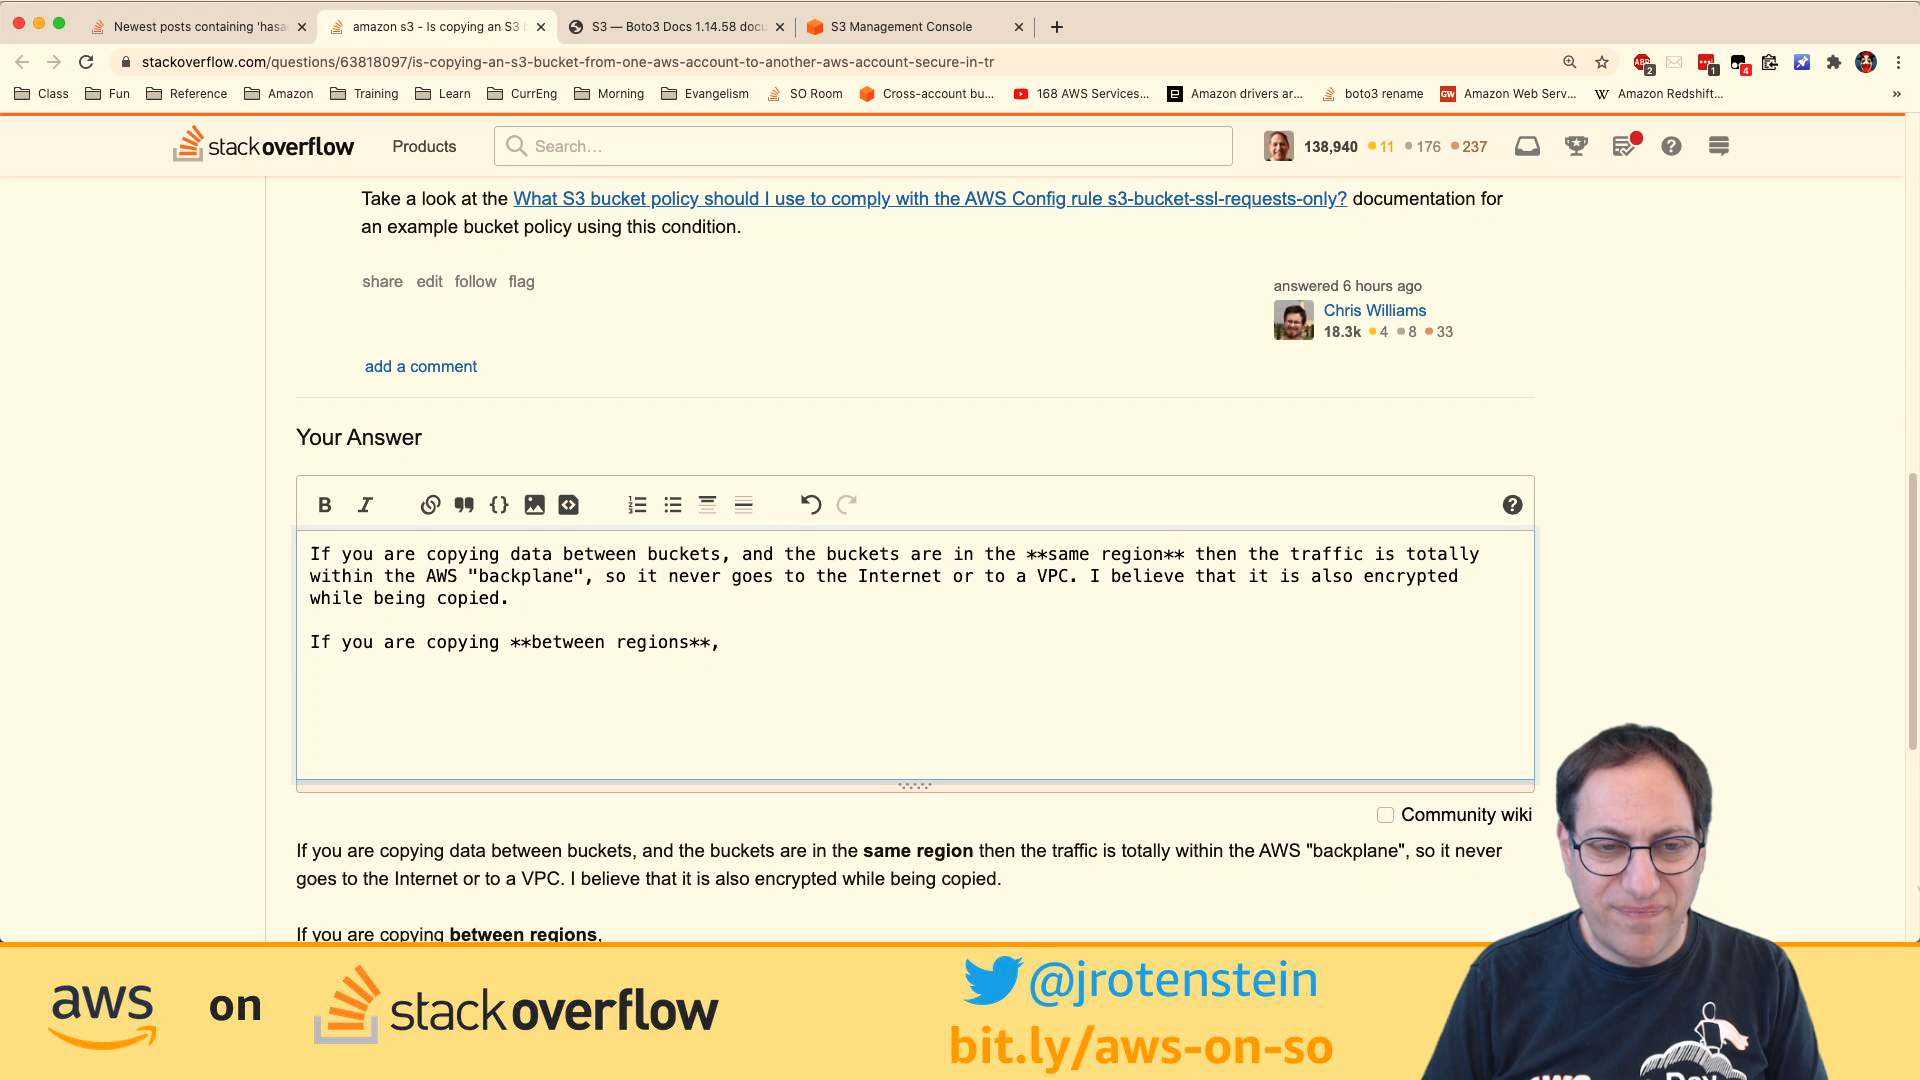 Newest posts containing 'hasa
amazon s3 - Is copying an S3 b
S3 — Boto3 Docs 1.14.58 docu
S3 Management Console
stackoverflow.com/questions/63818097/is-copying-an-s3-bucket-from-one-aws-account-to-another-aws-account-secure-in-tr
ABP 2
1
4
Class Fun Reference Amazon Training Learn CurrEng Morning Evangelism SO Room Cross-account bu... 168 AWS Services... Amazon drivers ar... boto3 rename GW Amazon Web Serv... W Amazon Redshift... »
stackoverflow Products Search... 138,940 11 176 237
Take a look at the What S3 bucket policy should I use to comply with the AWS Config rule s3-bucket-ssl-requests-only? documentation for
an example bucket policy using this condition.
share edit follow flag
answered 6 hours ago
Chris Williams
18.3k 4 8 33
add a comment
Your Answer
B I
If you are copying data between buckets, and the buckets are in the **same region** then the traffic is totally
within the AWS "backplane", so it never goes to the Internet or to a VPC. I believe that it is also encrypted
while being copied.
If you are copying **between regions**,
Community wiki
If you are copying data between buckets, and the buckets are in the same region then the traffic is totally within the AWS "backplane", so it never
goes to the Internet or to a VPC. I believe that it is also encrypted while being copied.
If you are copying between regions,
aws on stackoverflow
@jrotenstein
bit.ly/aws-on-so